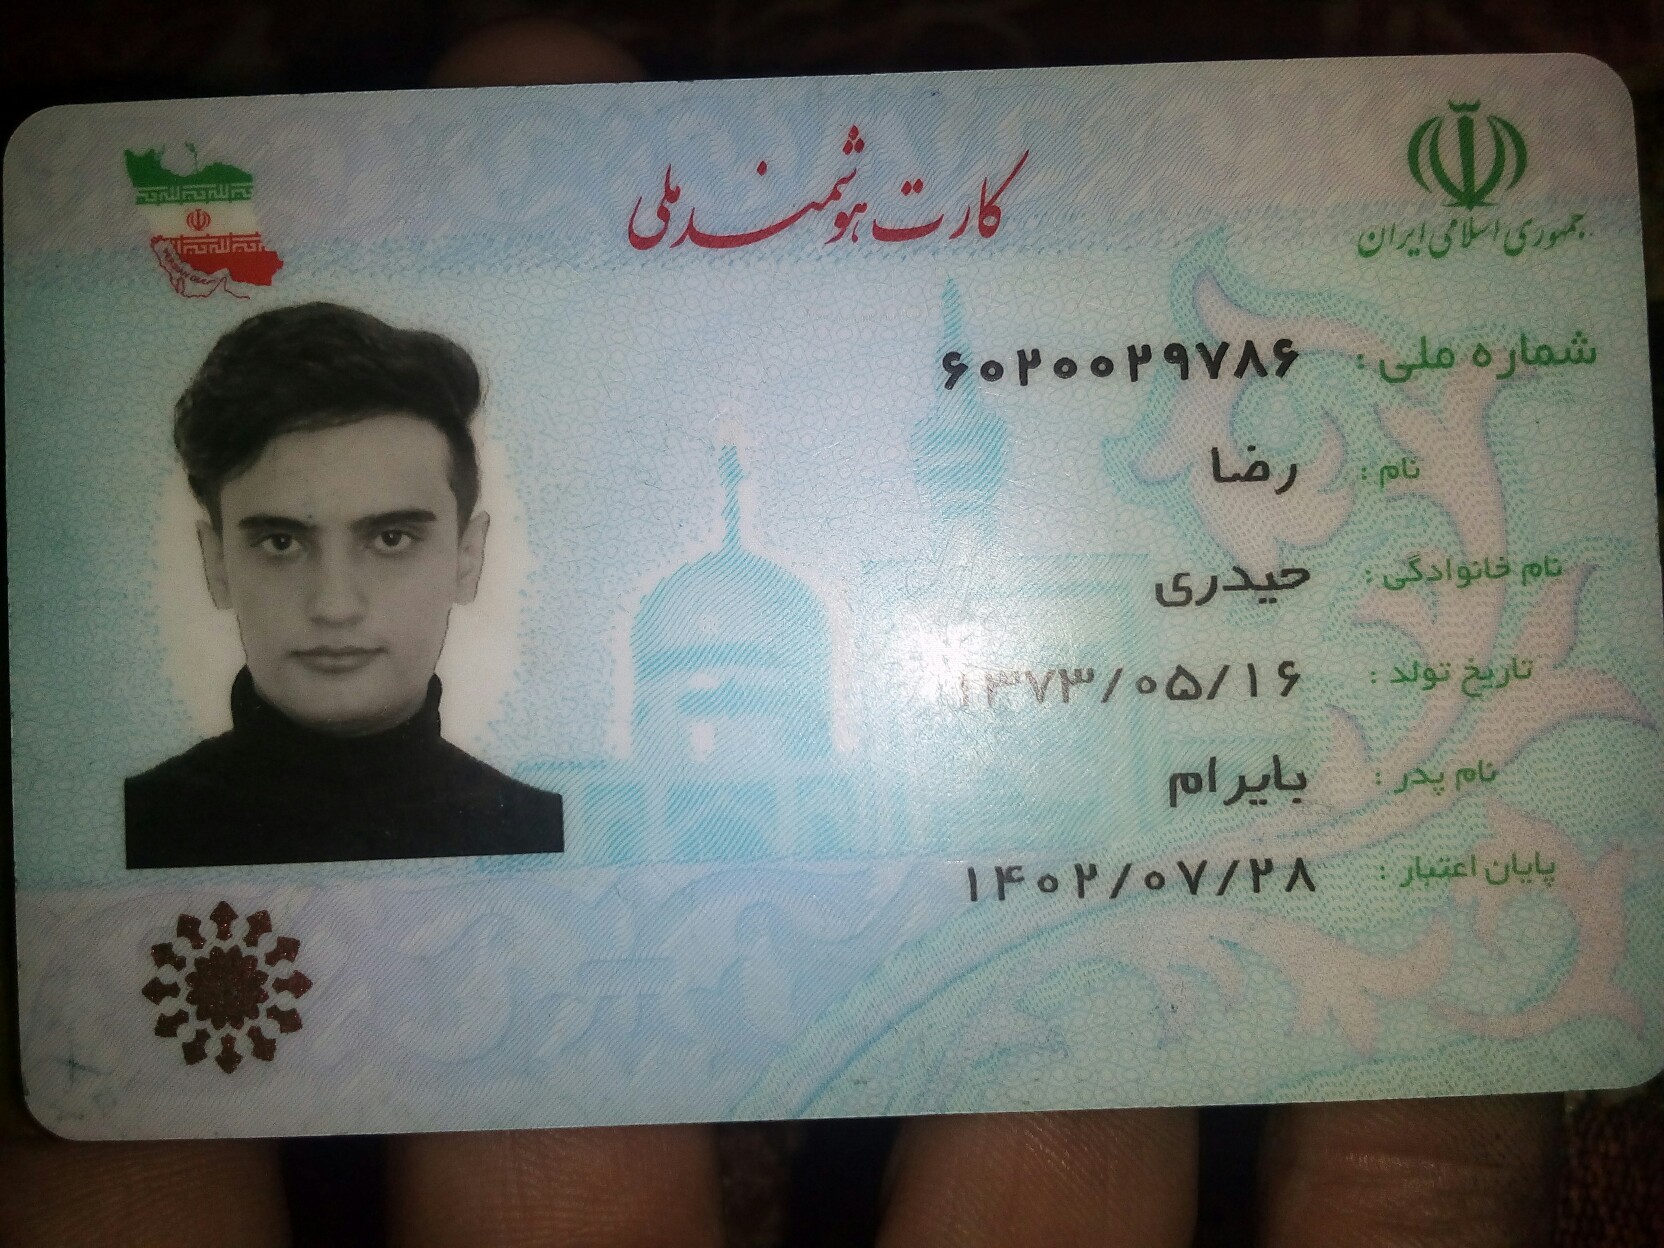 جمهوری اسلامی ایران
کارت هوشمند ملی
شماره ملی : ۶۰۲۰۰۲۹۷۸۶
نام : رضا
نام خانوادگی : حیدری
تاریخ تولد : ۱۳۷۳/۰۵/۱۶
نام پدر : بایرام
پایان اعتبار : ۱۴۰۲/۰۷/۲۸